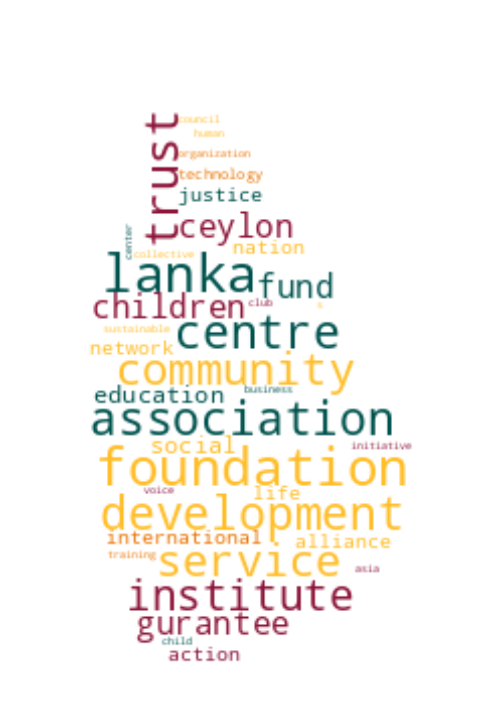 council
human
organization
trust
technology
justice
ceylon
center
nation
collective
lanka
fund
children
club
sustainable
centre
network
community
education
business
association
social
initiative
foundation
voice
life
development
international
alliance
training
service
asia
institute
gurantee
child
action